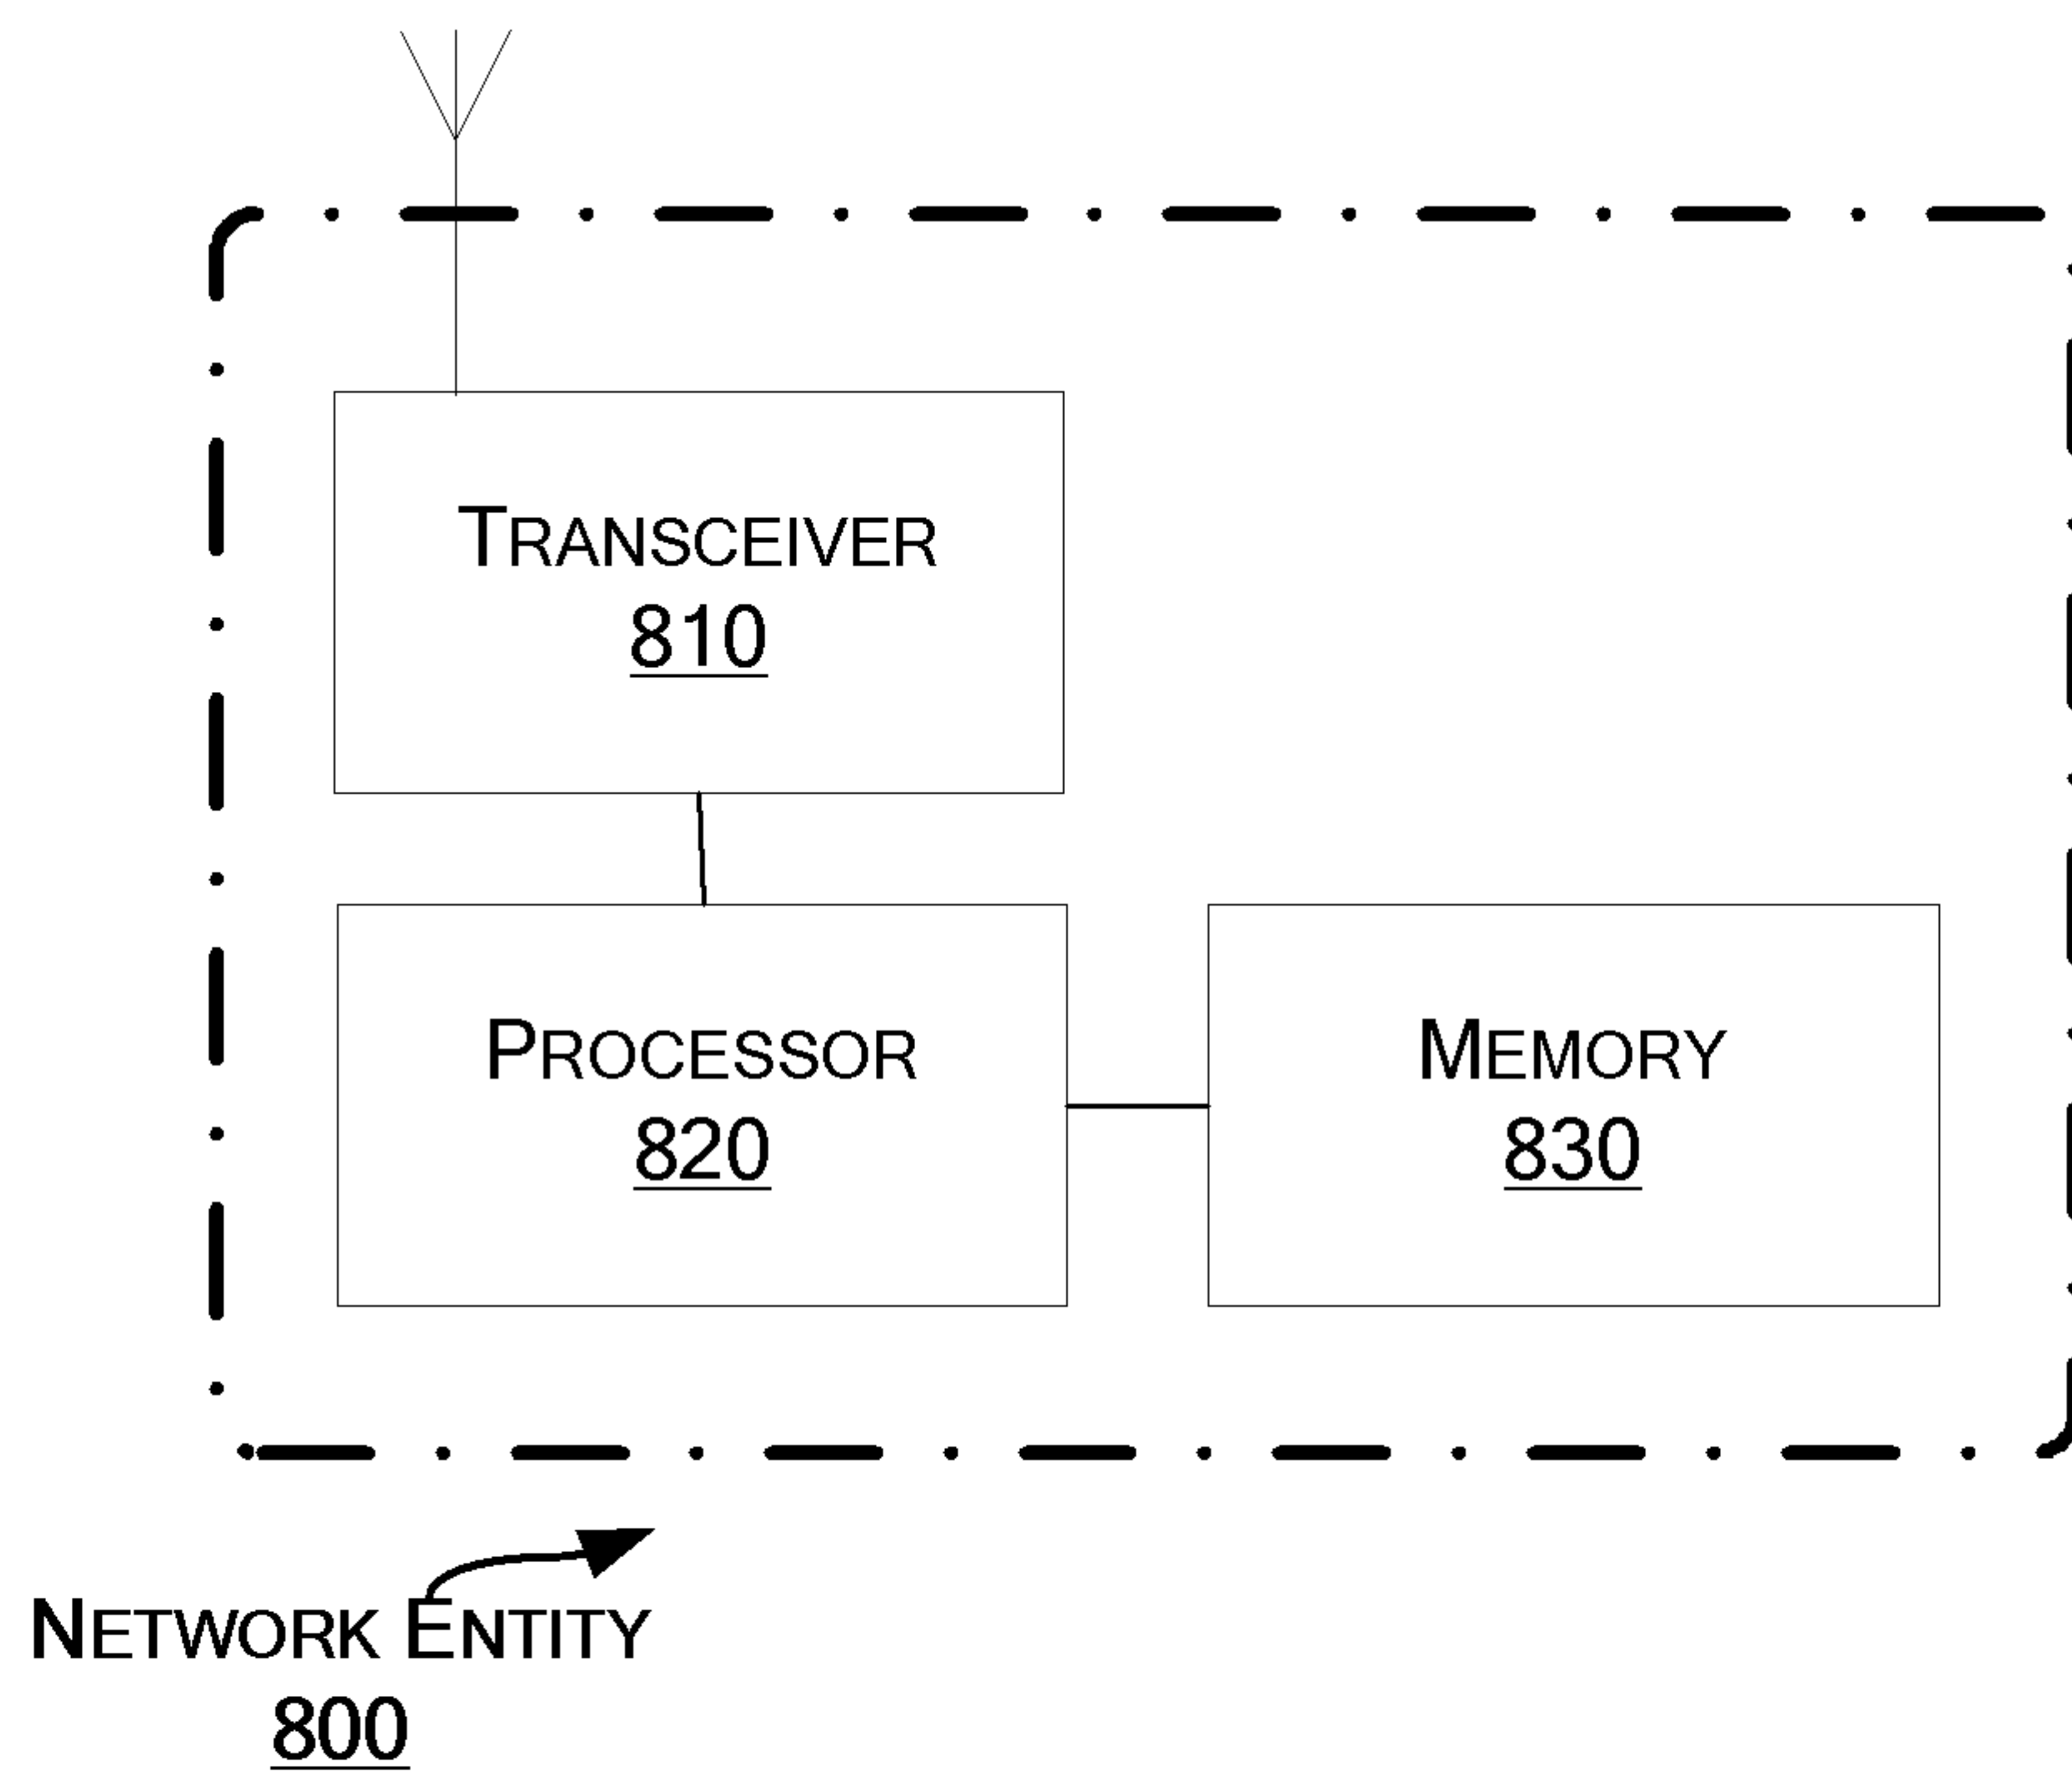 TRANSCEIVER
810
PROCESSOR
820
MEMORY
830
NETWORK ENTITY
800